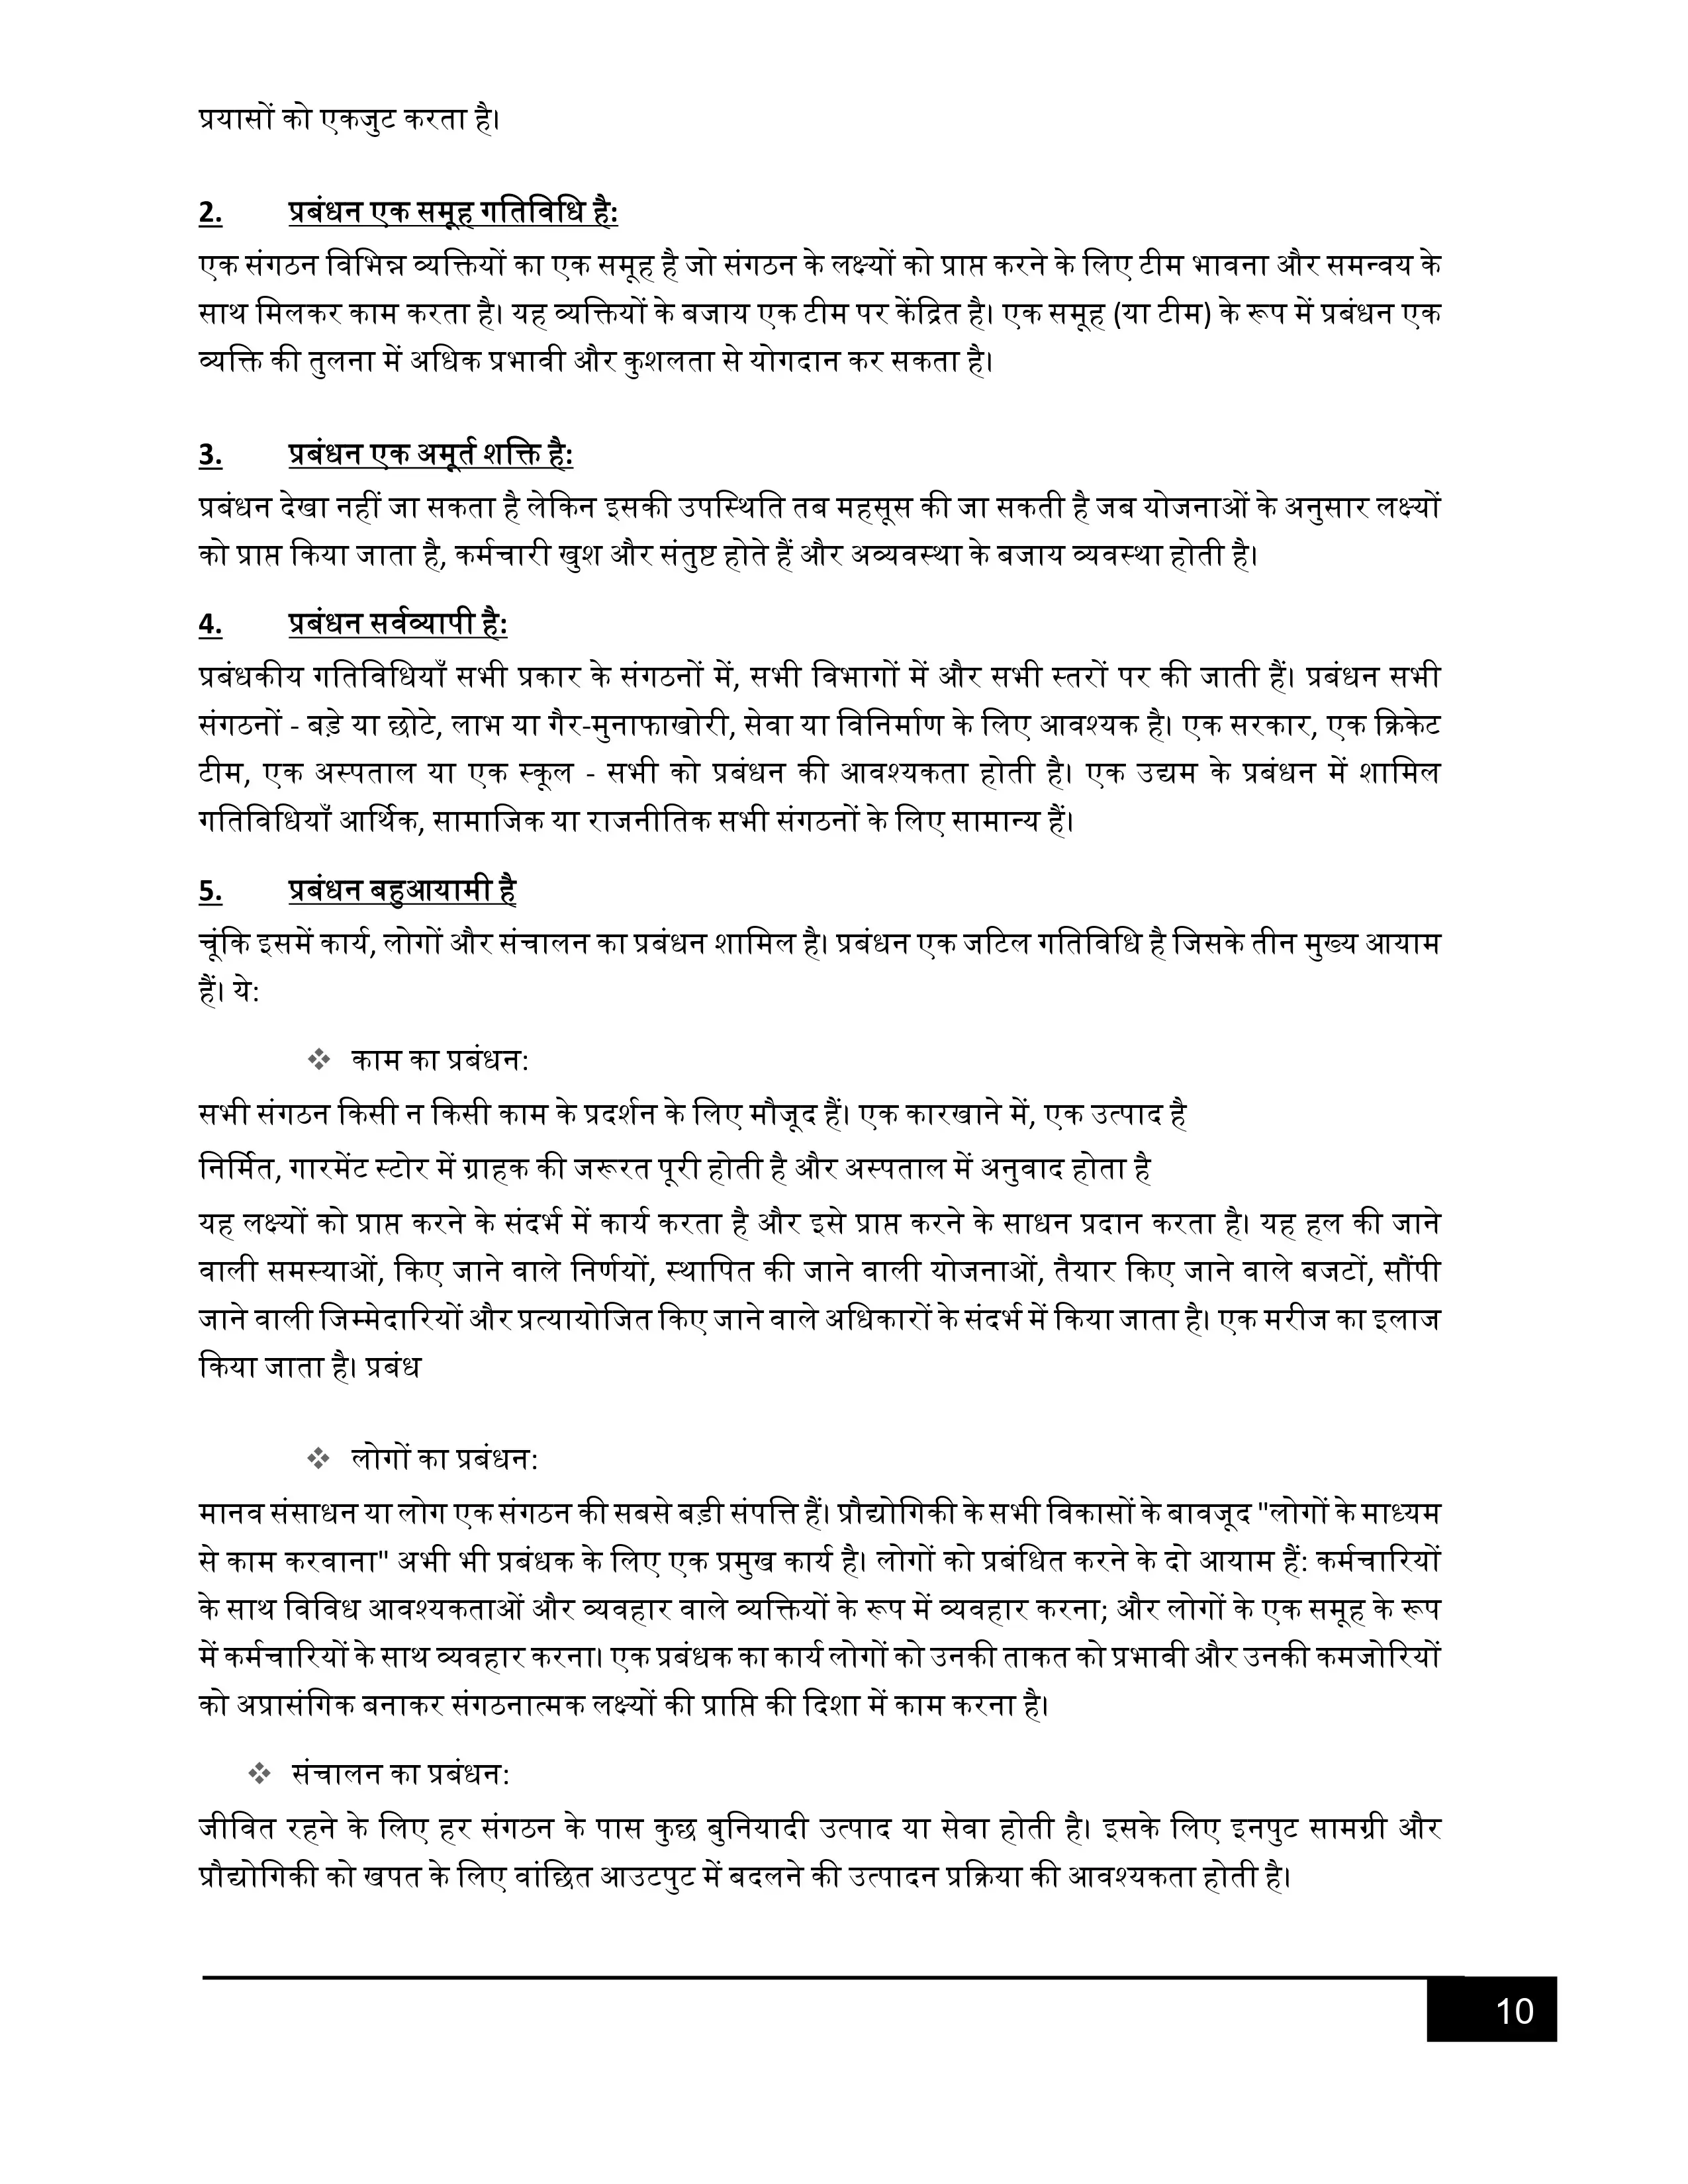 प्रयासों को एकजुट करता है।
2. प्रबंधन एक समूह गतिविधि है:
एक संगठन विभिन्न व्यक्तियों का एक समूह है जो संगठन के लक्ष्यों को प्राप्त करने के लिए टीम भावना और समन्वय के
साथ मिलकर काम करता है। यह व्यक्तियों के बजाय एक टीम पर केंद्रित है। एक समूह (या टीम) के रूप में प्रबंधन एक
व्यक्ति की तुलना में अधिक प्रभावी और कुशलता से योगदान कर सकता है।
3. प्रबंधन एक अमूर्त शक्ति है:
प्रबंधन देखा नहीं जा सकता है लेकिन इसकी उपस्थिति तब महसूस की जा सकती है जब योजनाओं के अनुसार लक्ष्यों
को प्राप्त किया जाता है, कर्मचारी खुश और संतुष्ट होते हैं और अव्यवस्था के बजाय व्यवस्था होती है।
4. प्रबंधन सर्वव्यापी है:
प्रबंधकीय गतिविधियाँ सभी प्रकार के संगठनों में, सभी विभागों में और सभी स्तरों पर की जाती हैं। प्रबंधन सभी
संगठनों - बड़े या छोटे, लाभ या गैर-मुनाफाखोरी, सेवा या विनिर्माण के लिए आवश्यक है। एक सरकार, एक क्रिकेट
टीम, एक अस्पताल या एक स्कूल - सभी को प्रबंधन की आवश्यकता होती है। एक उद्यम के प्रबंधन में शामिल
गतिविधियाँ आर्थिक, सामाजिक या राजनीतिक सभी संगठनों के लिए सामान्य हैं।
5. प्रबंधन बहुआयामी है
चूंकि इसमें कार्य, लोगों और संचालन का प्रबंधन शामिल है। प्रबंधन एक जटिल गतिविधि है जिसके तीन मुख्य आयाम
हैं। ये:
❖ काम का प्रबंधन:
सभी संगठन किसी न किसी काम के प्रदर्शन के लिए मौजूद हैं। एक कारखाने में, एक उत्पाद है
निर्मित, गारमेंट स्टोर में ग्राहक की जरूरत पूरी होती है और अस्पताल में अनुवाद होता है
यह लक्ष्यों को प्राप्त करने के संदर्भ में कार्य करता है और इसे प्राप्त करने के साधन प्रदान करता है। यह हल की जाने
वाली समस्याओं, किए जाने वाले निर्णयों, स्थापित की जाने वाली योजनाओं, तैयार किए जाने वाले बजटों, सौंपी
जाने वाली जिम्मेदारियों और प्रत्यायोजित किए जाने वाले अधिकारों के संदर्भ में किया जाता है। एक मरीज का इलाज
किया जाता है। प्रबंध
❖ लोगों का प्रबंधन:
मानव संसाधन या लोग एक संगठन की सबसे बड़ी संपत्ति हैं। प्रौद्योगिकी के सभी विकासों के बावजूद "लोगों के माध्यम
से काम करवाना" अभी भी प्रबंधक के लिए एक प्रमुख कार्य है। लोगों को प्रबंधित करने के दो आयाम हैं: कर्मचारियों
के साथ विविध आवश्यकताओं और व्यवहार वाले व्यक्तियों के रूप में व्यवहार करना; और लोगों के एक समूह के रूप
में कर्मचारियों के साथ व्यवहार करना। एक प्रबंधक का कार्य लोगों को उनकी ताकत को प्रभावी और उनकी कमजोरियों
को अप्रासंगिक बनाकर संगठनात्मक लक्ष्यों की प्राप्ति की दिशा में काम करना है।
❖ संचालन का प्रबंधन:
जीवित रहने के लिए हर संगठन के पास कुछ बुनियादी उत्पाद या सेवा होती है। इसके लिए इनपुट सामग्री और
प्रौद्योगिकी को खपत के लिए वांछित आउटपुट में बदलने की उत्पादन प्रक्रिया की आवश्यकता होती है।
10